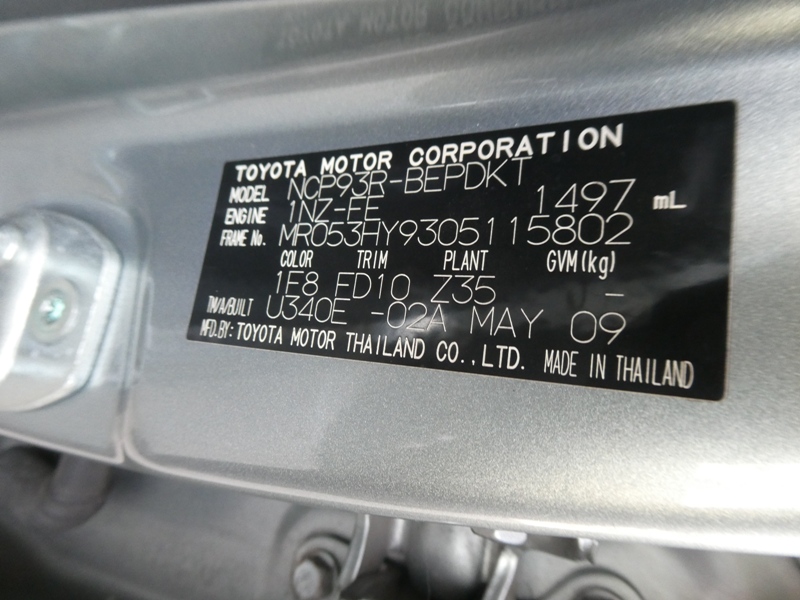 TOYOTA MOTOR CORPORATION
MODEL NCP93R-BEPDKT
ENGINE 1NZ-FE 1497 mL
FRAME No. MR053HY9305115802
COLOR TRIM PLANT GVM(kg)
1F8 FD10 Z35 –
TM/A/BUILT U340E -02A MAY 09
MFD.BY: TOYOTA MOTOR THAILAND CO.,LTD. MADE IN THAILAND